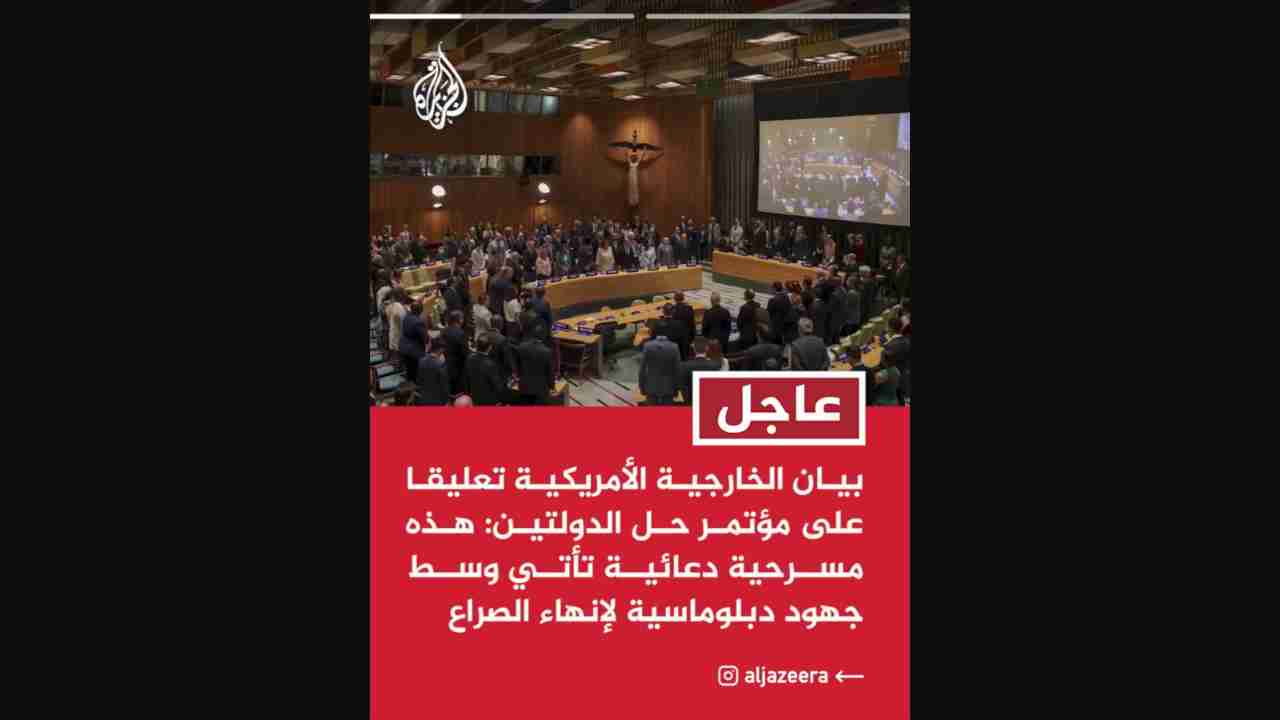 الجزيرة
عاجل
بيان الخارجية الأمريكية تعليقا
على مؤتمر حل الدولتين: هذه
مسرحية دعائية تأتي وسط
جهود دبلوماسية لإنهاء الصراع
aljazeera